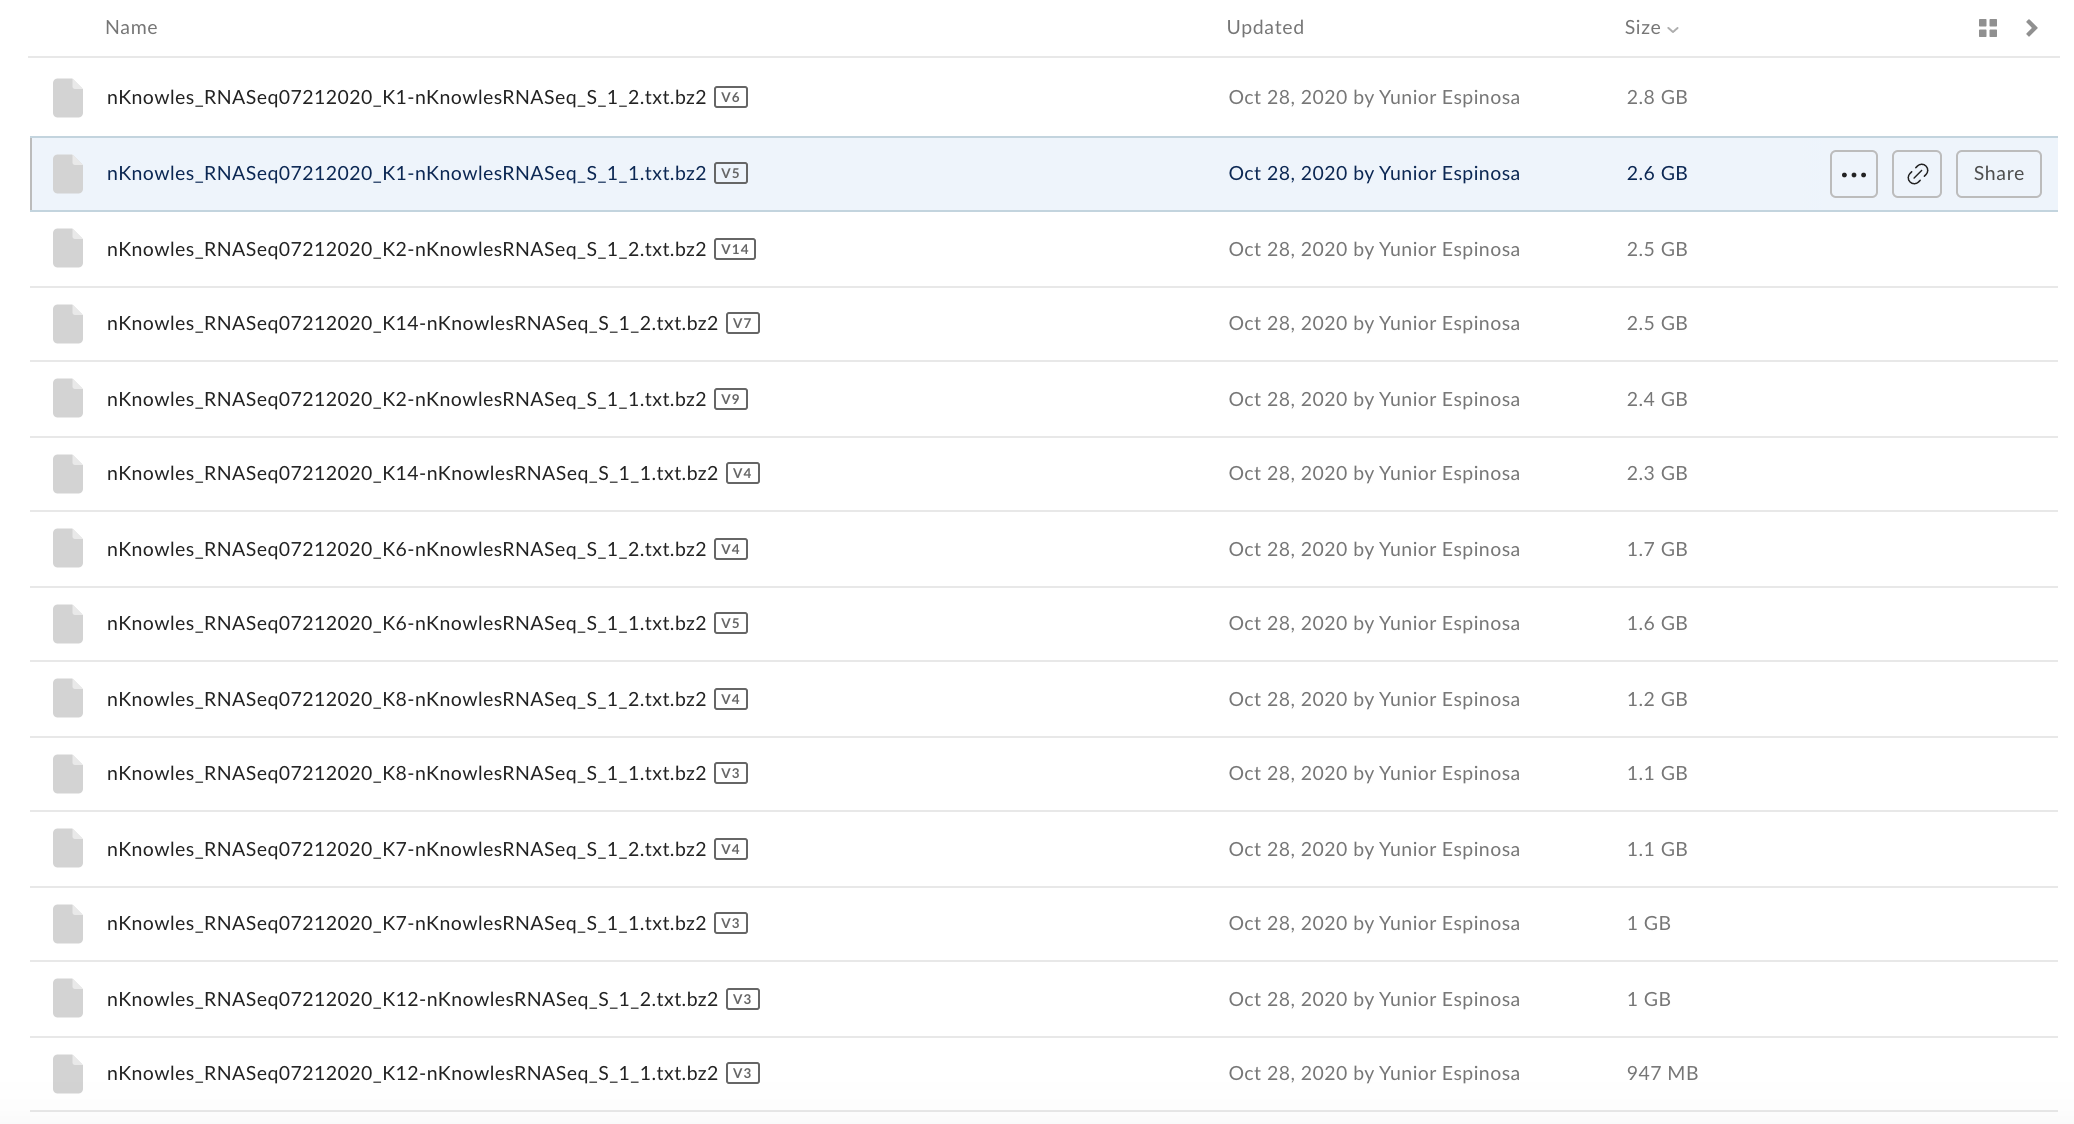 Name Updated Size
nKnowles_RNASeq07212020_K1-nKnowlesRNASeq_S_1_2.txt.bz2 V6 Oct 28, 2020 by Yunior Espinosa 2.8 GB
nKnowles_RNASeq07212020_K1-nKnowlesRNASeq_S_1_1.txt.bz2 V5 Oct 28, 2020 by Yunior Espinosa 2.6 GB ... Share
nKnowles_RNASeq07212020_K2-nKnowlesRNASeq_S_1_2.txt.bz2 V14 Oct 28, 2020 by Yunior Espinosa 2.5 GB
nKnowles_RNASeq07212020_K14-nKnowlesRNASeq_S_1_2.txt.bz2 V7 Oct 28, 2020 by Yunior Espinosa 2.5 GB
nKnowles_RNASeq07212020_K2-nKnowlesRNASeq_S_1_1.txt.bz2 V9 Oct 28, 2020 by Yunior Espinosa 2.4 GB
nKnowles_RNASeq07212020_K14-nKnowlesRNASeq_S_1_1.txt.bz2 V4 Oct 28, 2020 by Yunior Espinosa 2.3 GB
nKnowles_RNASeq07212020_K6-nKnowlesRNASeq_S_1_2.txt.bz2 V4 Oct 28, 2020 by Yunior Espinosa 1.7 GB
nKnowles_RNASeq07212020_K6-nKnowlesRNASeq_S_1_1.txt.bz2 V5 Oct 28, 2020 by Yunior Espinosa 1.6 GB
nKnowles_RNASeq07212020_K8-nKnowlesRNASeq_S_1_2.txt.bz2 V4 Oct 28, 2020 by Yunior Espinosa 1.2 GB
nKnowles_RNASeq07212020_K8-nKnowlesRNASeq_S_1_1.txt.bz2 V3 Oct 28, 2020 by Yunior Espinosa 1.1 GB
nKnowles_RNASeq07212020_K7-nKnowlesRNASeq_S_1_2.txt.bz2 V4 Oct 28, 2020 by Yunior Espinosa 1.1 GB
nKnowles_RNASeq07212020_K7-nKnowlesRNASeq_S_1_1.txt.bz2 V3 Oct 28, 2020 by Yunior Espinosa 1 GB
nKnowles_RNASeq07212020_K12-nKnowlesRNASeq_S_1_2.txt.bz2 V3 Oct 28, 2020 by Yunior Espinosa 1 GB
nKnowles_RNASeq07212020_K12-nKnowlesRNASeq_S_1_1.txt.bz2 V3 Oct 28, 2020 by Yunior Espinosa 947 MB